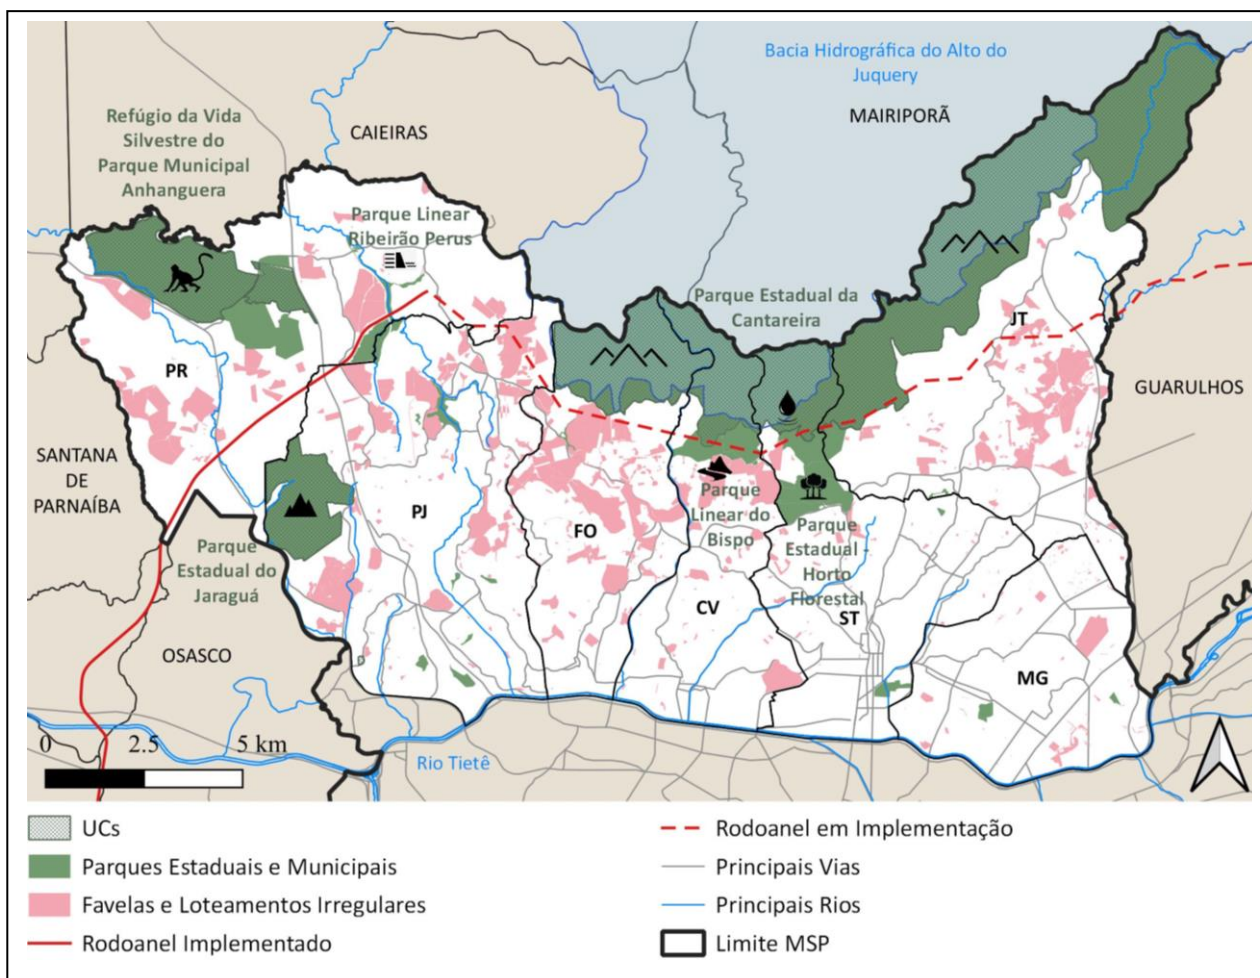 Bacia Hidrográfica do Alto do
Juquery
MAIRIPORÃ
CAIEIRAS
Refúgio da Vida
Silvestre do
Parque Municipal
Anhanguera
Parque Linear
Ribeirão Perus
Parque Estadual da
Cantareira
JT
PR
GUARULHOS
SANTANA
DE
PARNAÍBA
PJ
FO
Parque
Linear do
Bispo
Parque
Estadual -
Horto
Florestal
Parque
Estadual do
Jaraguá
CV
ST
OSASCO
MG
0 2.5 5 km
Rio Tietê
UCs
Parques Estaduais e Municipais
Favelas e Loteamentos Irregulares
Rodoanel Implementado
Rodoanel em Implementação
Principais Vias
Principais Rios
Limite MSP